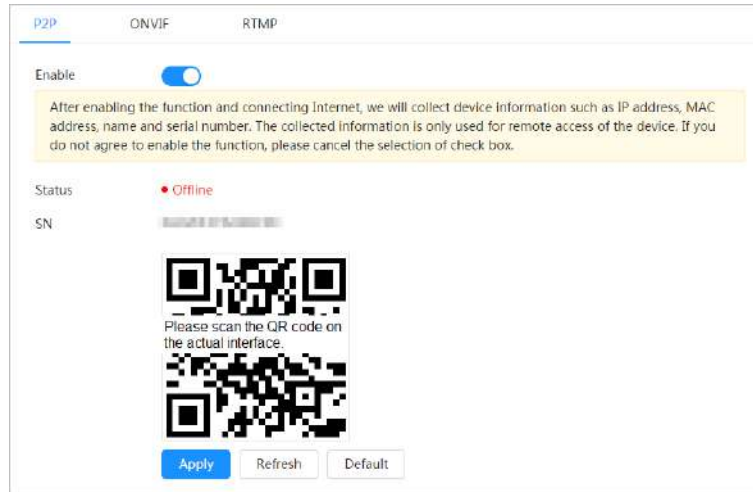 P2P ONVIF RTMP
Enable
After enabling the function and connecting Internet, we will collect device information such as IP address, MAC
address, name and serial number. The collected information is only used for remote access of the device. If you
do not agree to enable the function, please cancel the selection of check box.
Status Offline
SN
Please scan the QR code on
the actual interface.
Apply Refresh Default